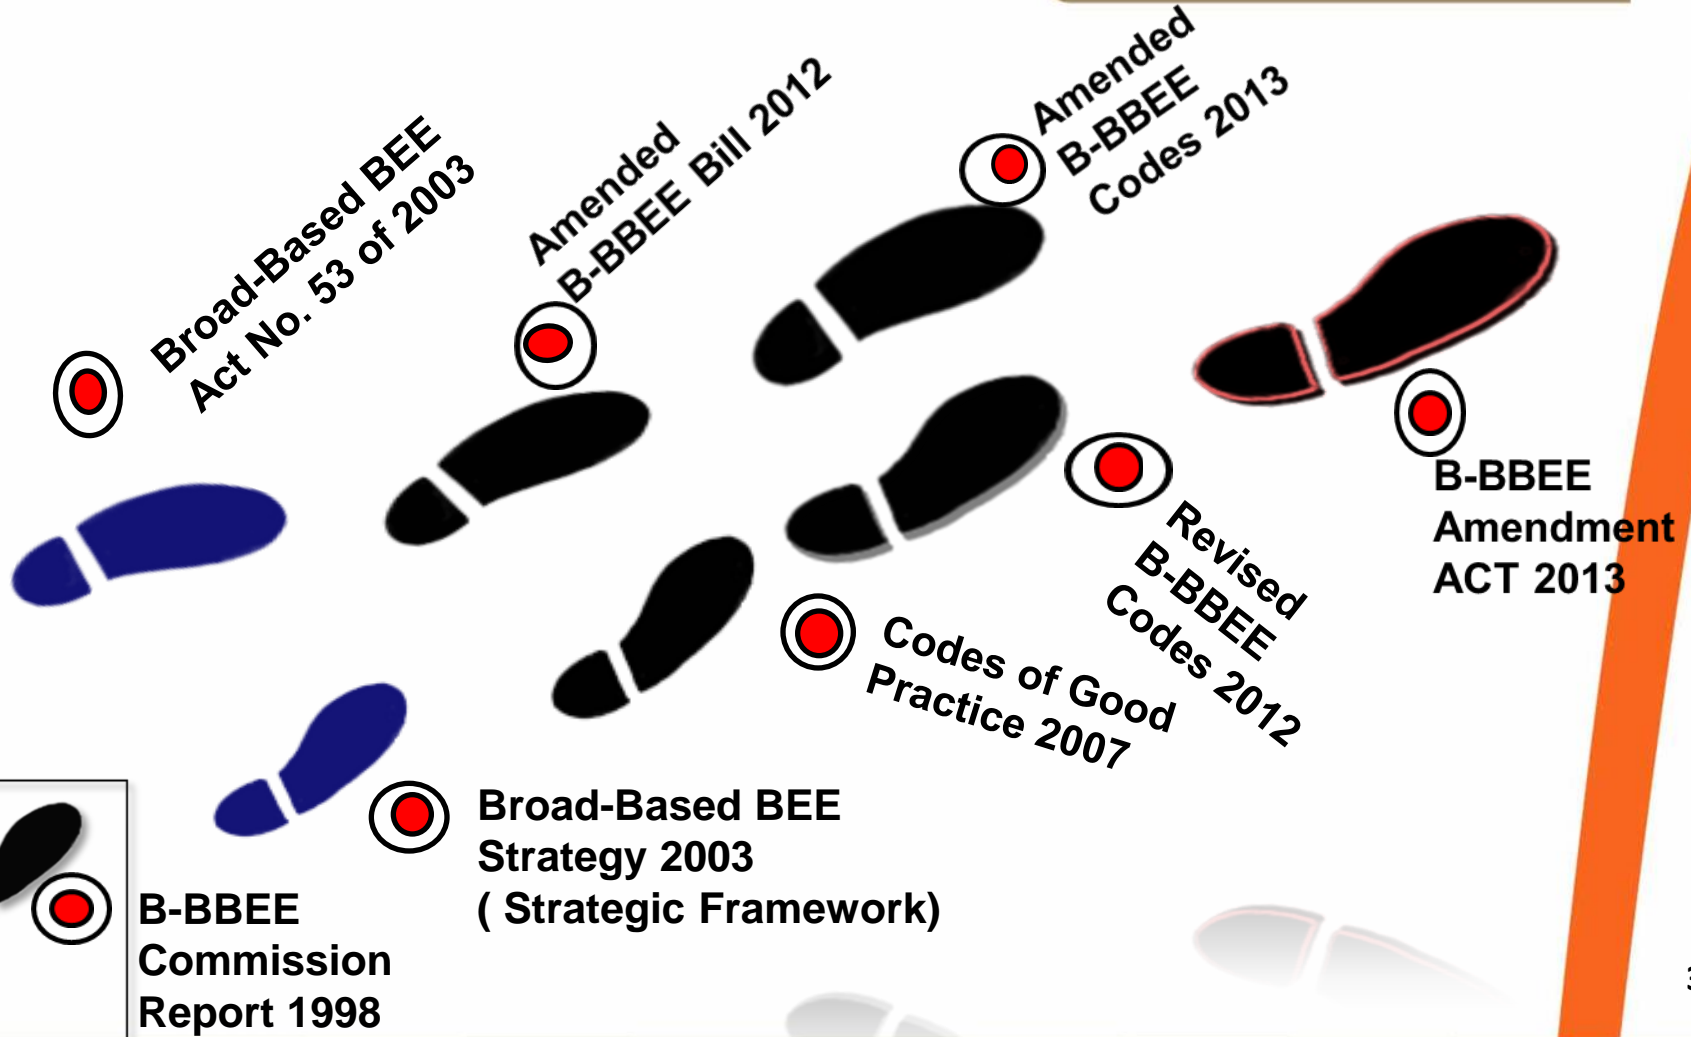 Broad-Based BEE
Act No. 53 of 2003
Amended
B-BBEE Bill 2012
Amended
B-BBEE
Codes 2013
B-BBEE
Amendment
ACT 2013
Revised
B-BBEE
Codes 2012
Codes of Good
Practice 2007
Broad-Based BEE
Strategy 2003
( Strategic Framework)
B-BBEE
Commission
Report 1998